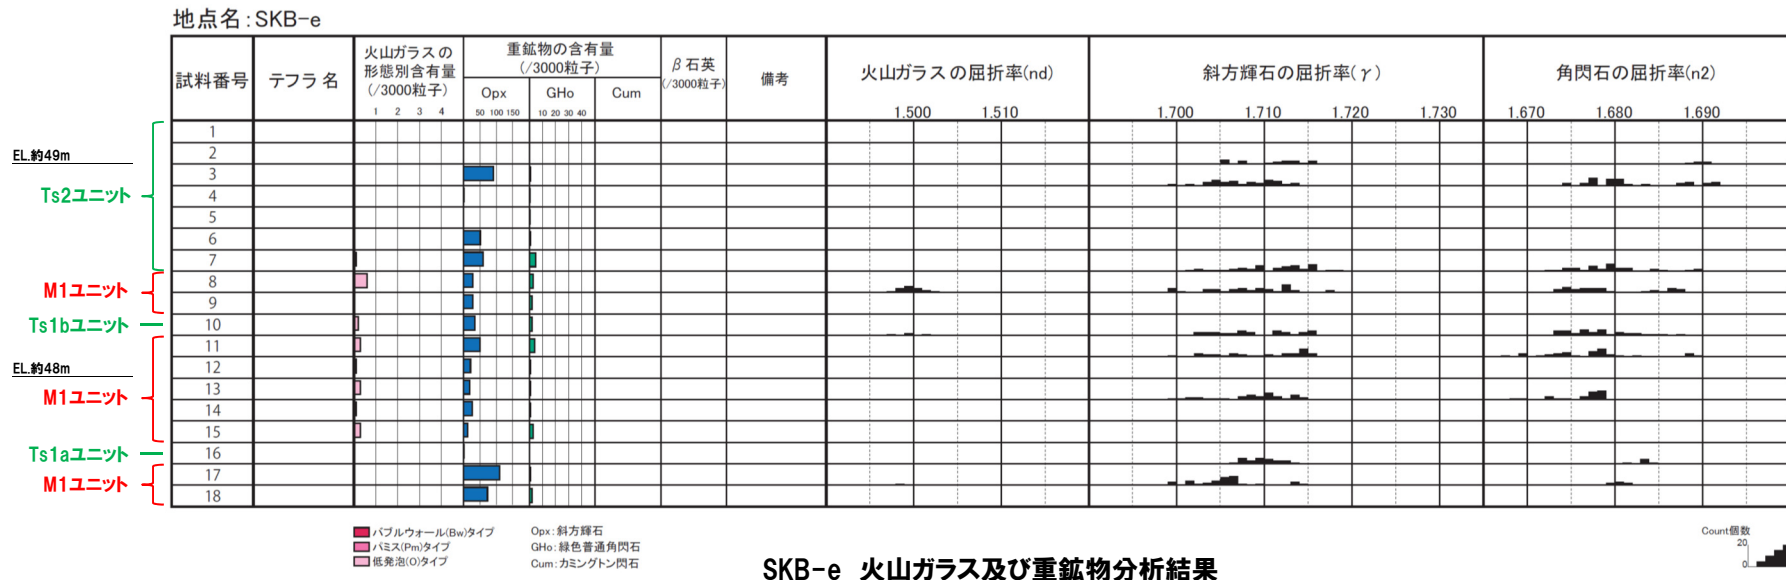 地点名:SKB-e
試料番号
テフラ名
火山ガラスの
形態別含有量
(/3000粒子)
1 2 3 4
重鉱物の含有量
(/3000粒子)
Opx GHo Cum
50 100 150 10 20 30 40
β石英
(/3000粒子)
備考
火山ガラスの屈折率(nd)
1.500 1.510
斜方輝石の屈折率(γ)
1.700 1.710 1.720 1.730
角閃石の屈折率(n2)
1.670 1.680 1.690
1
2
3
4
5
6
7
8
9
10
11
12
13
14
15
16
17
18
EL.約49m
Ts2ユニット
M1ユニット
Ts1bユニット
EL.約48m
M1ユニット
Ts1aユニット
M1ユニット
バブルウォール(Bw)タイプ
パミス(Pm)タイプ
低発泡(O)タイプ
Opx:斜方輝石
GHo:緑色普通角閃石
Cum:カミングトン閃石
SKB-e 火山ガラス及び重鉱物分析結果
Count個数
20
0